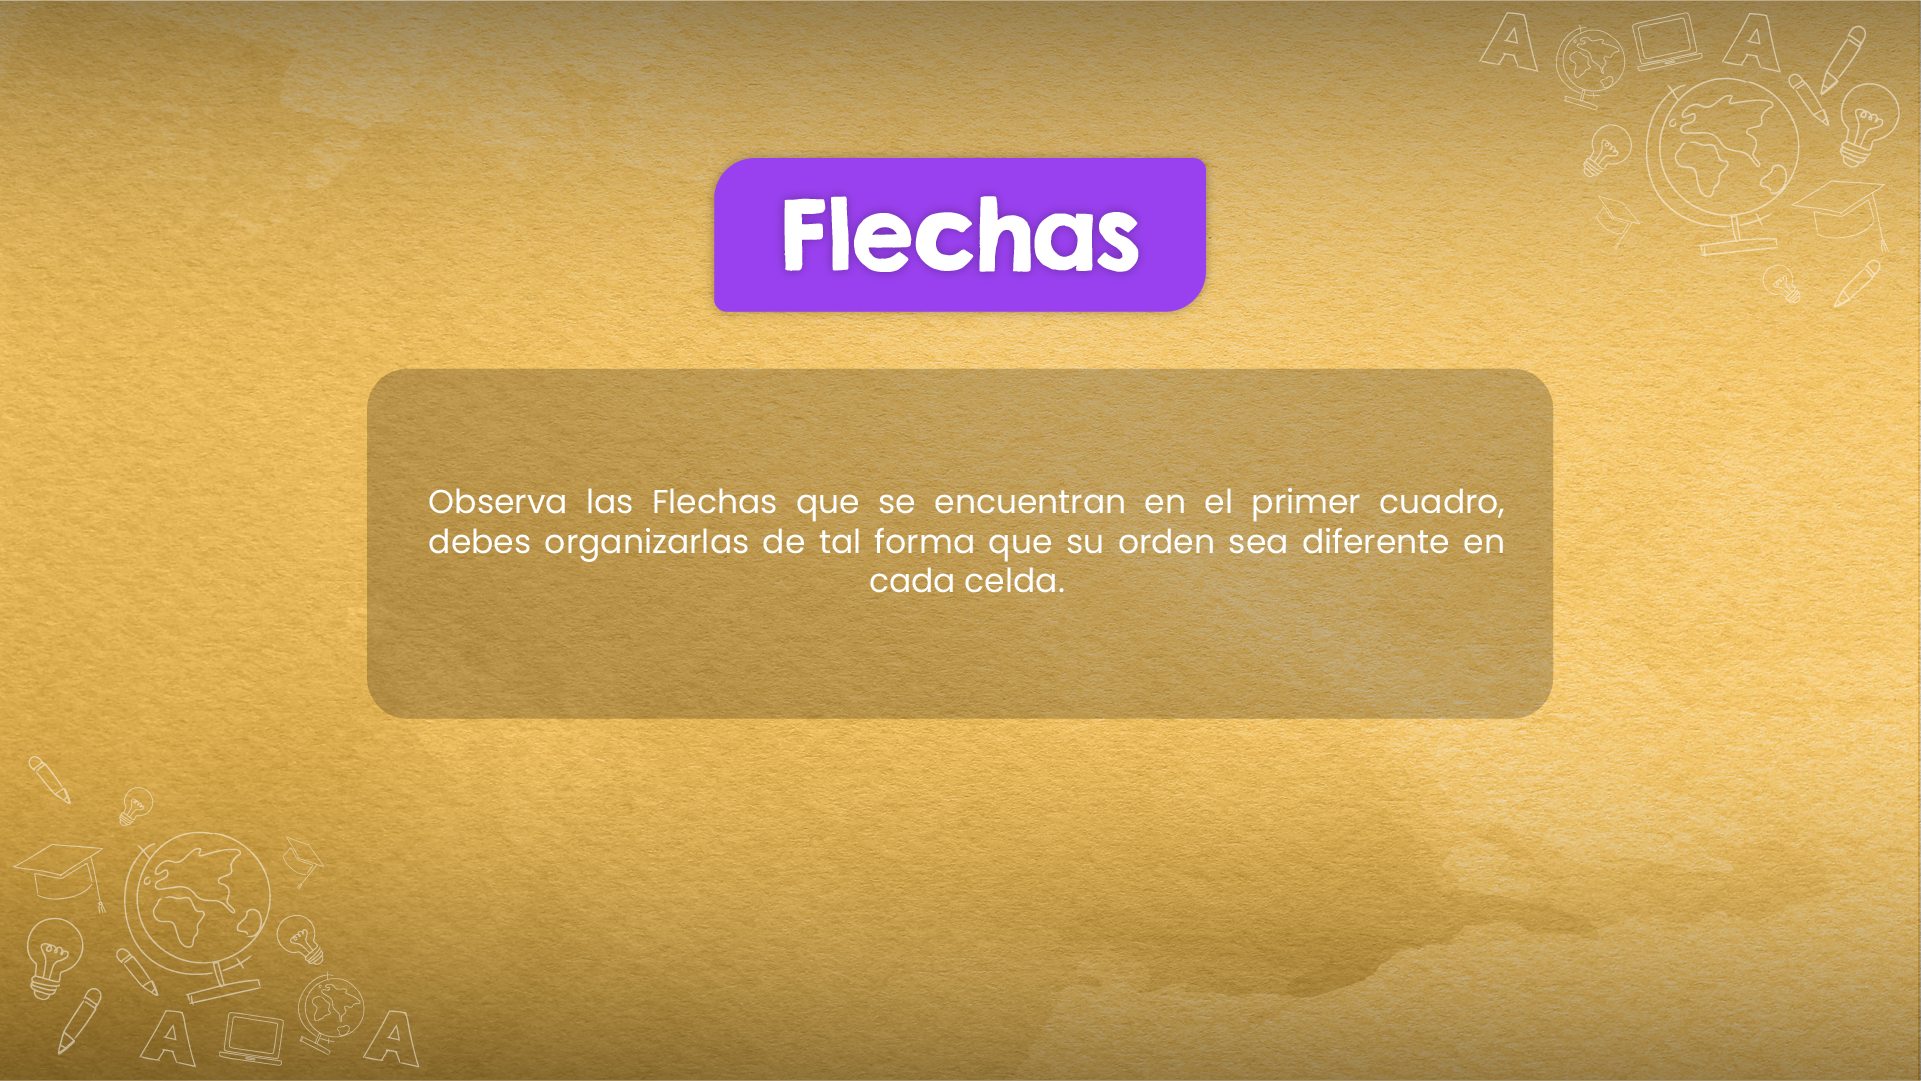 Flechas
Observa las Flechas que se encuentran en el primer cuadro,
debes organizarlas de tal forma que su orden sea diferente en
cada celda.
A
A
A
A